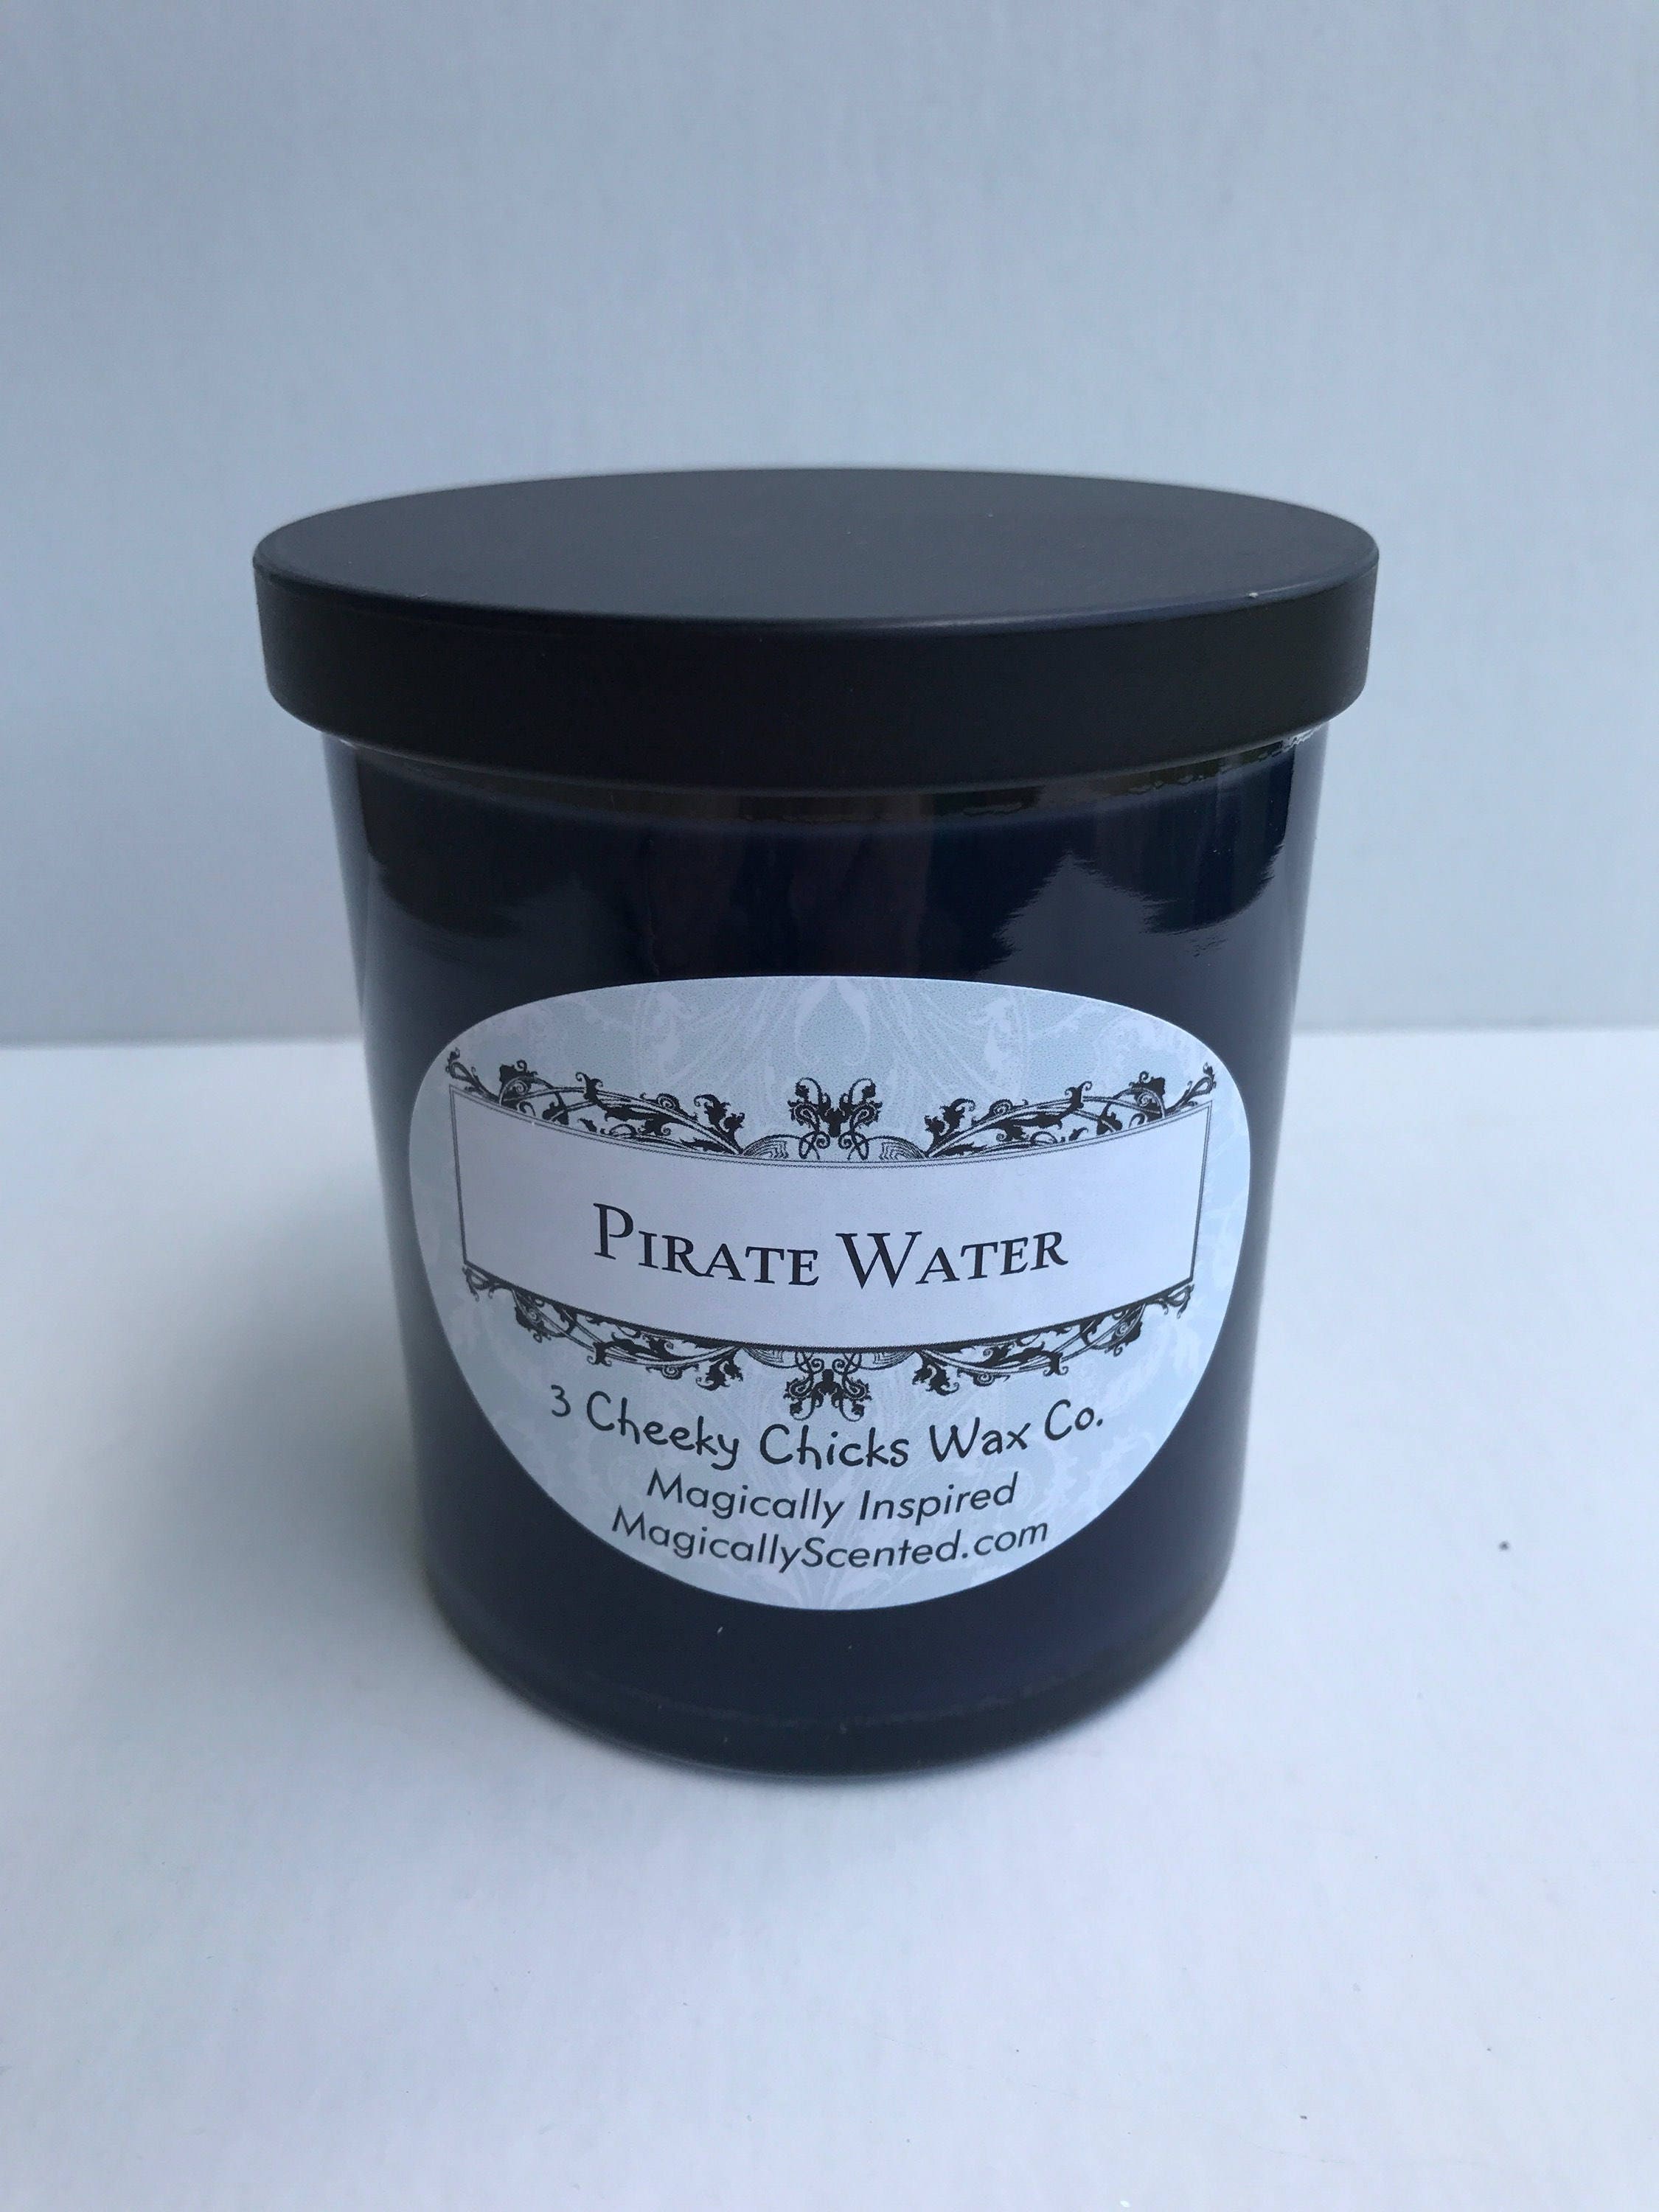 Pirate Water
3 Cheeky Chicks Wax Co.
Magically Inspired
MagicallyScented.com